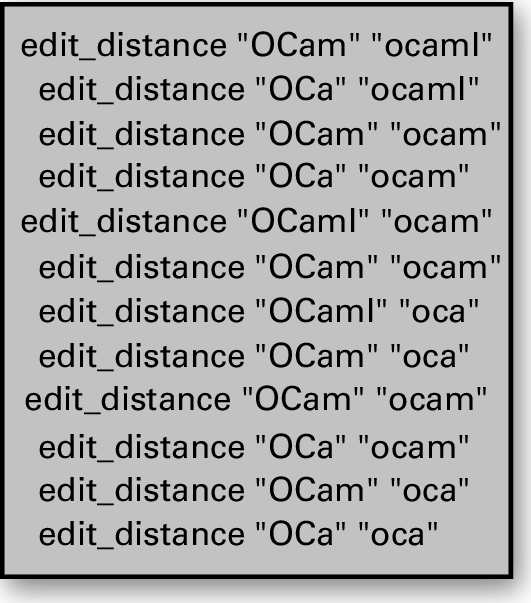 edit_distance "OCam" "ocaml"
edit_distance "OCa" "ocaml"
edit_distance "OCam" "ocam"
edit_distance "OCa" "ocam"
edit_distance "OCaml" "ocam"
edit_distance "OCam" "ocam"
edit_distance "OCaml" "oca"
edit_distance "OCam" "oca"
edit_distance "OCam" "ocam"
edit_distance "OCa" "ocam"
edit_distance "OCam" "oca"
edit_distance "OCa" "oca"